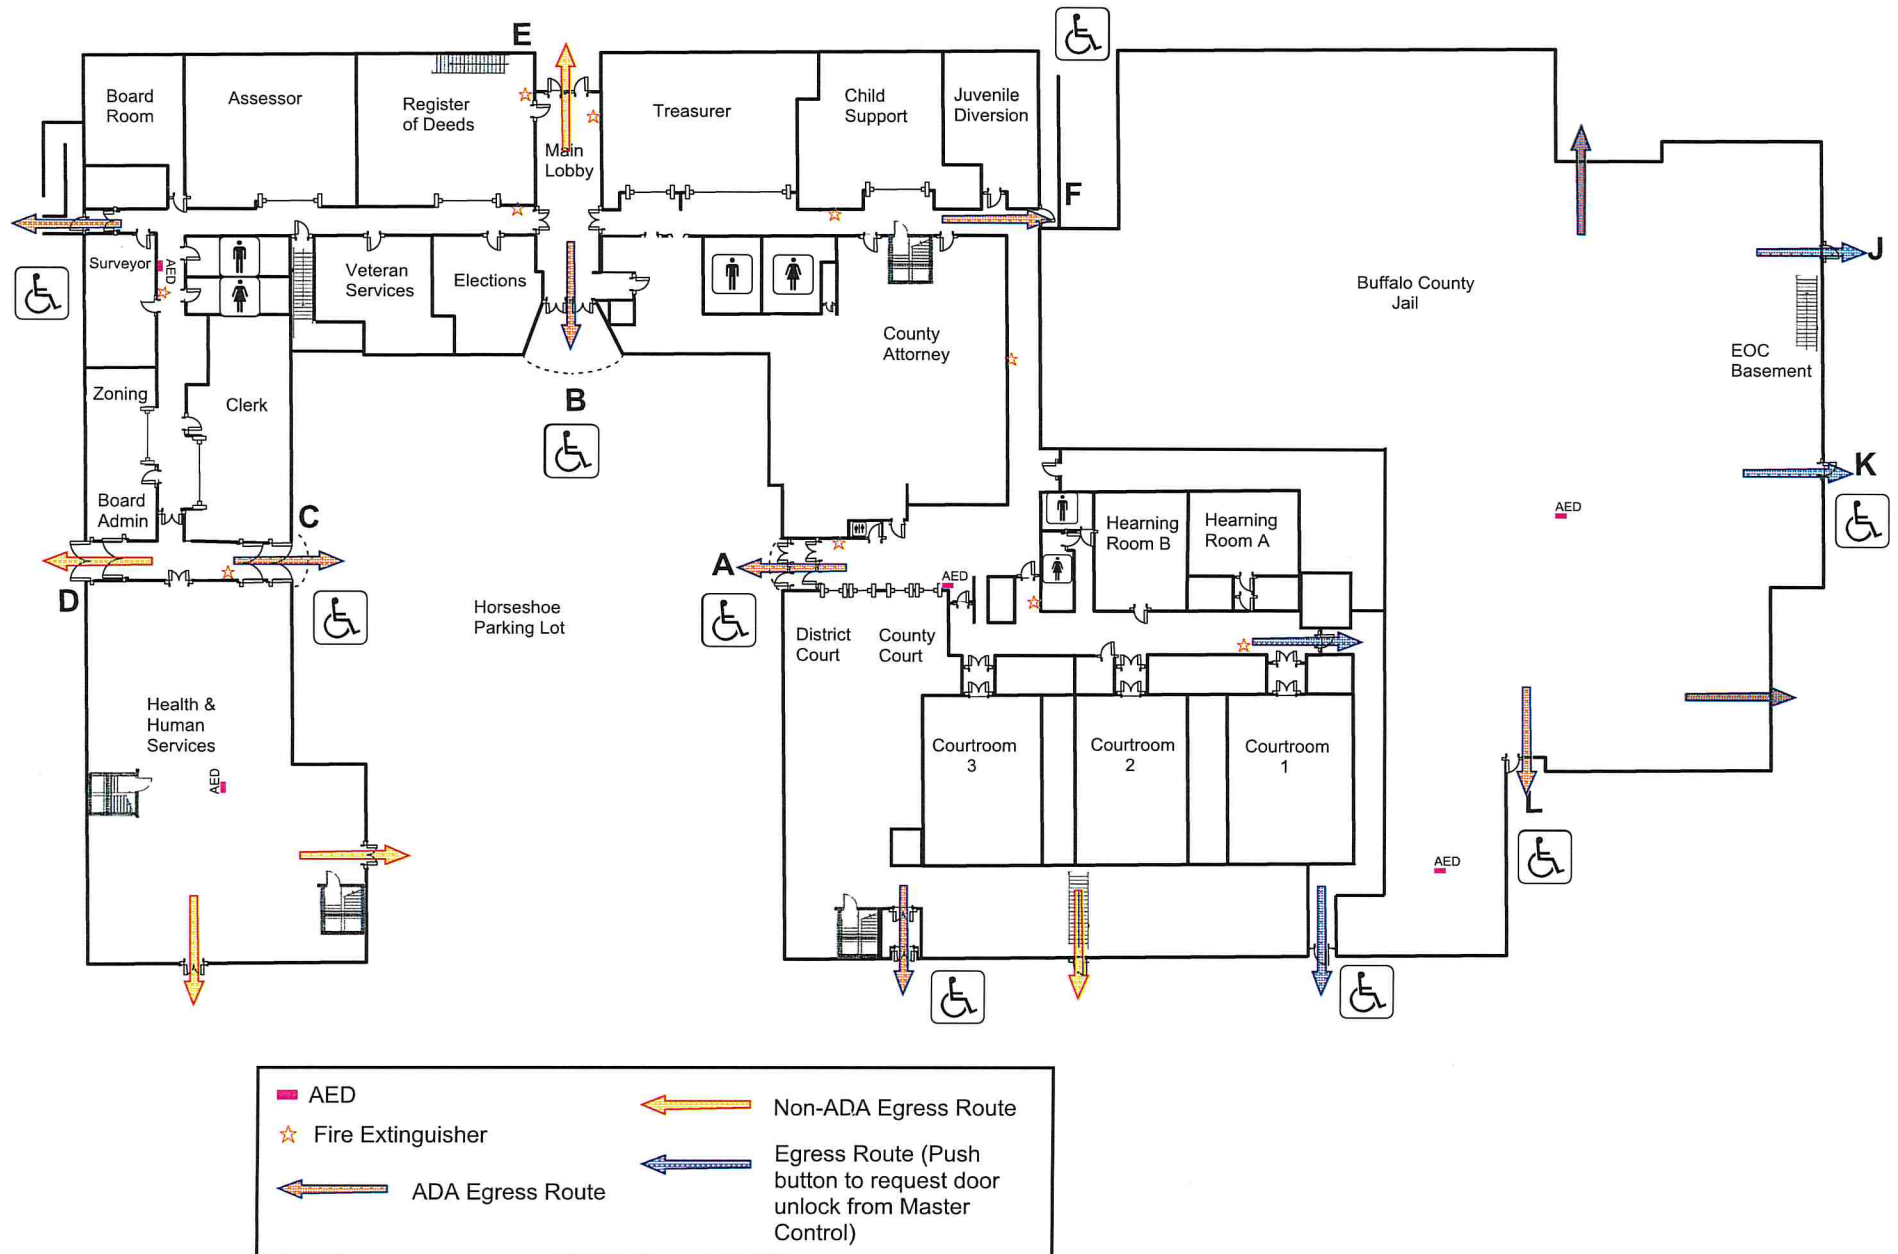 E
Board
Room
Assessor
Register
of Deeds
Main
Lobby
Treasurer
Child
Support
Juvenile
Diversion
F
Surveyor
AED
Veteran
Services
Elections
County
Attorney
Buffalo County
Jail
J
EOC
Basement
Zoning
Clerk
B
Board
Admin
C
D
A
AED
Hearning
Room B
Hearning
Room A
AED
K
Horseshoe
Parking Lot
District
Court
County
Court
Health &
Human
Services
AED
Courtroom
3
Courtroom
2
Courtroom
1
L
AED
AED
Fire Extinguisher
ADA Egress Route
Non-ADA Egress Route
Egress Route (Push
button to request door
unlock from Master
Control)